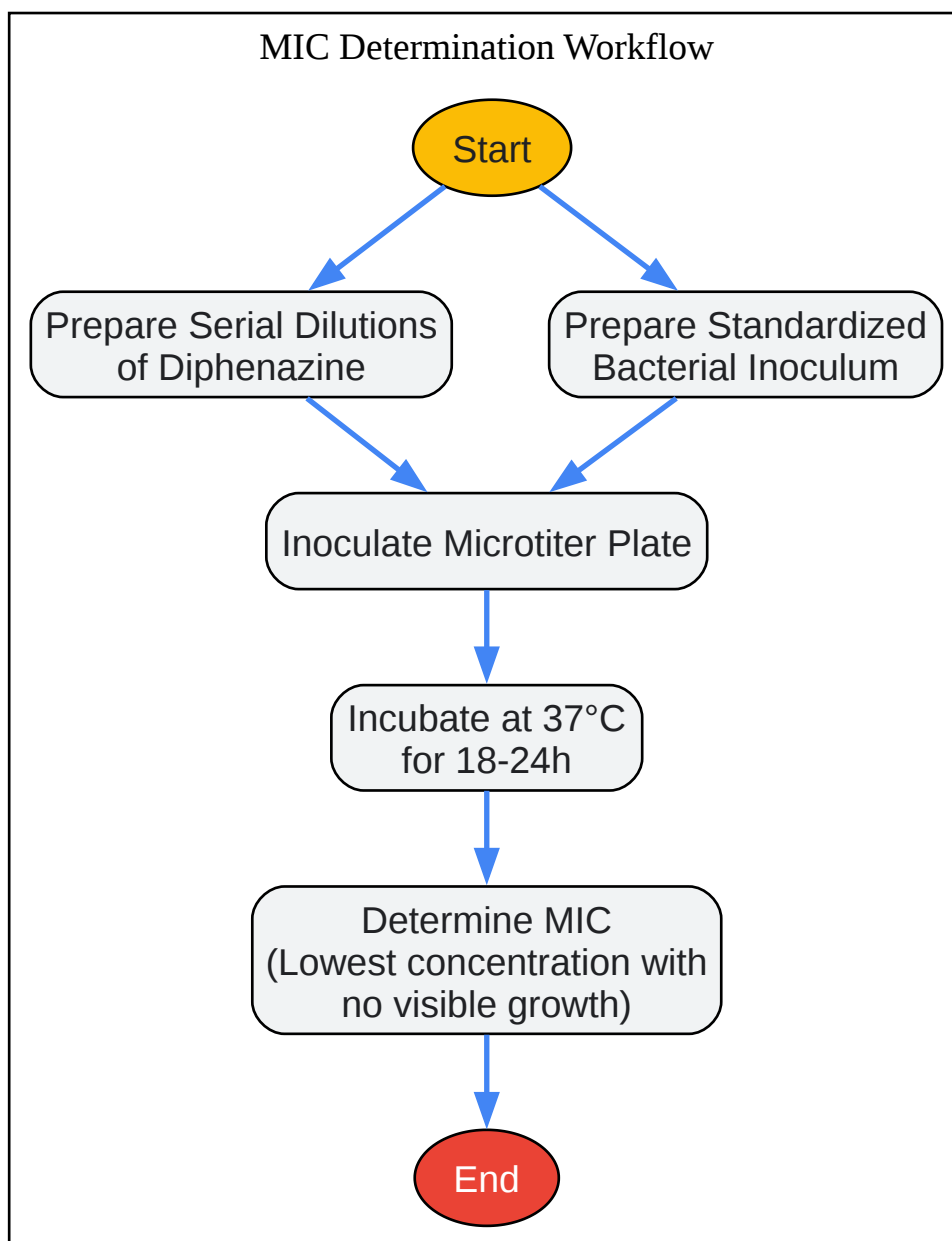 MIC Determination Workflow
Start
Prepare Serial Dilutions
of Diphenazine
Prepare Standardized
Bacterial Inoculum
Inoculate Microtiter Plate
Incubate at 37°C
for 18-24h
Determine MIC
(Lowest concentration with
no visible growth)
End